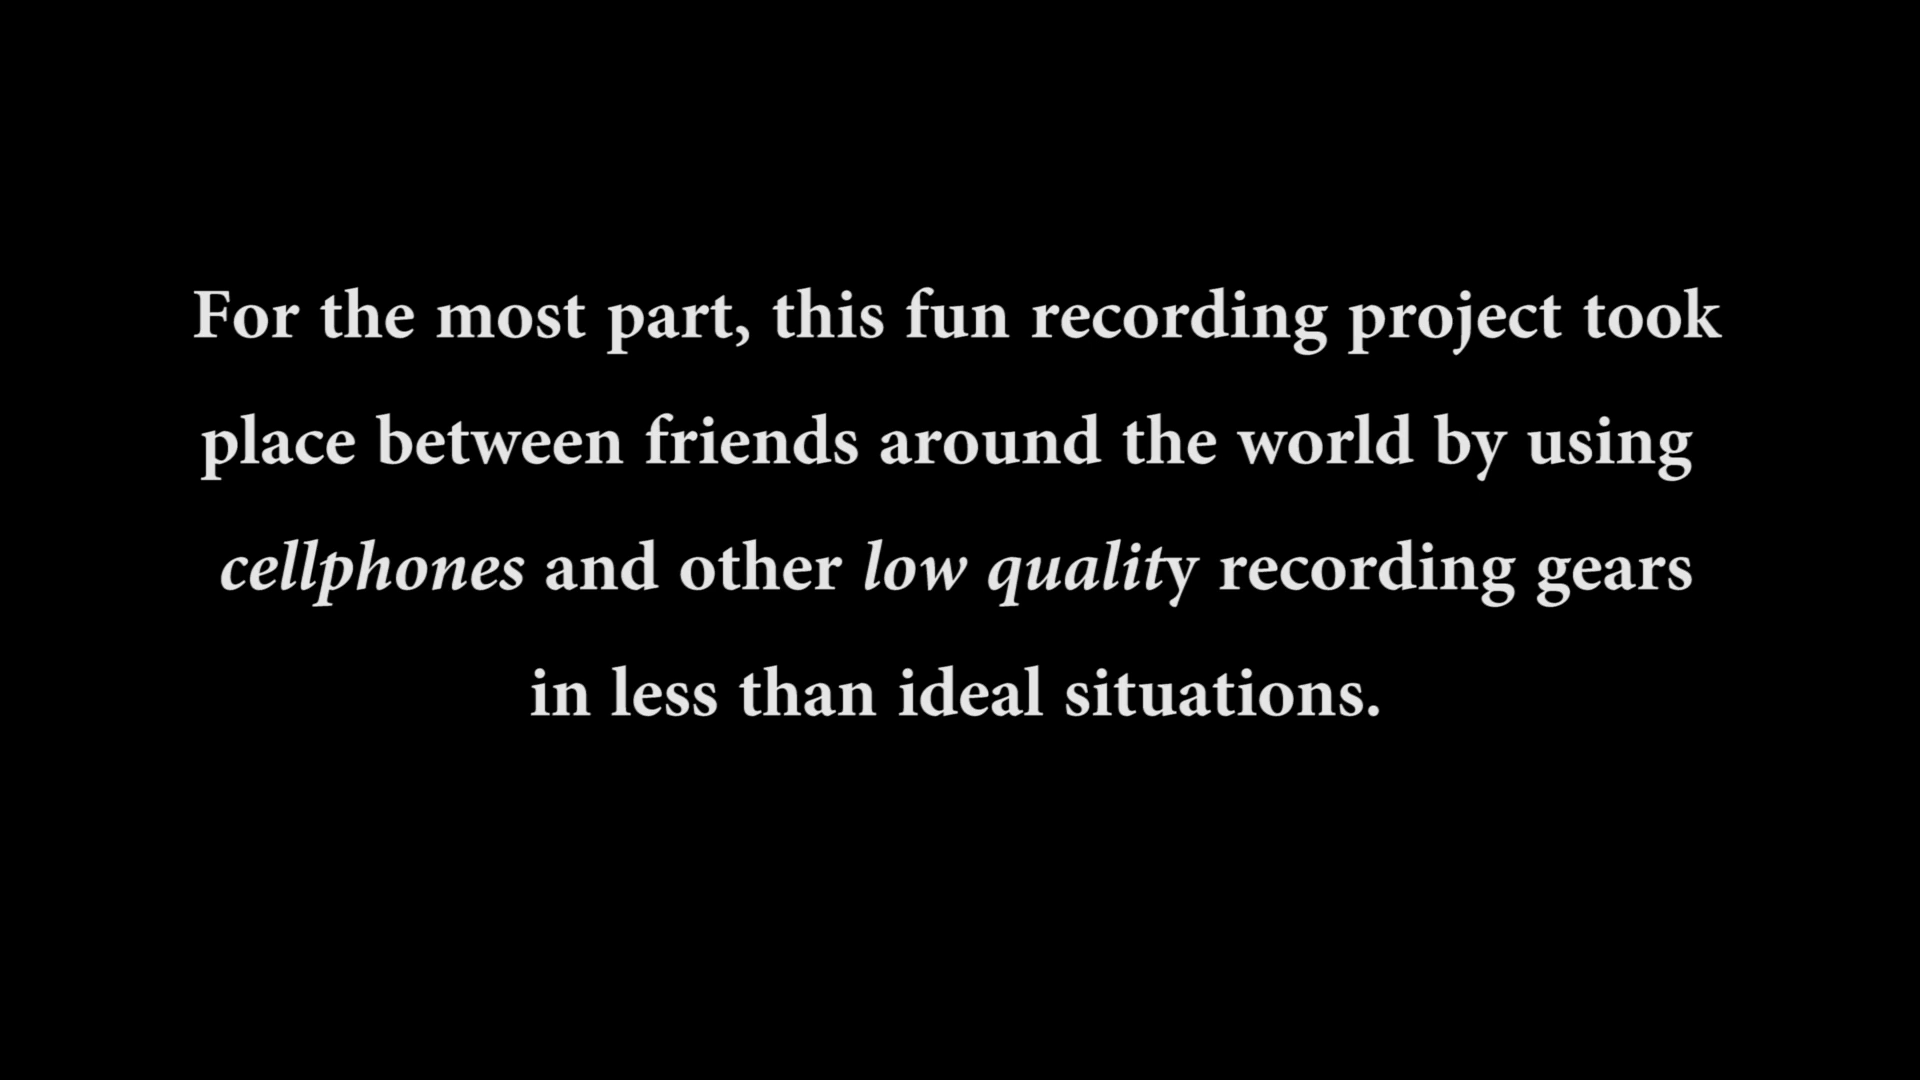 For the most part, this fun recording project took
place between friends around the world by using
cellphones and other low quality recording gears
in less than ideal situations.